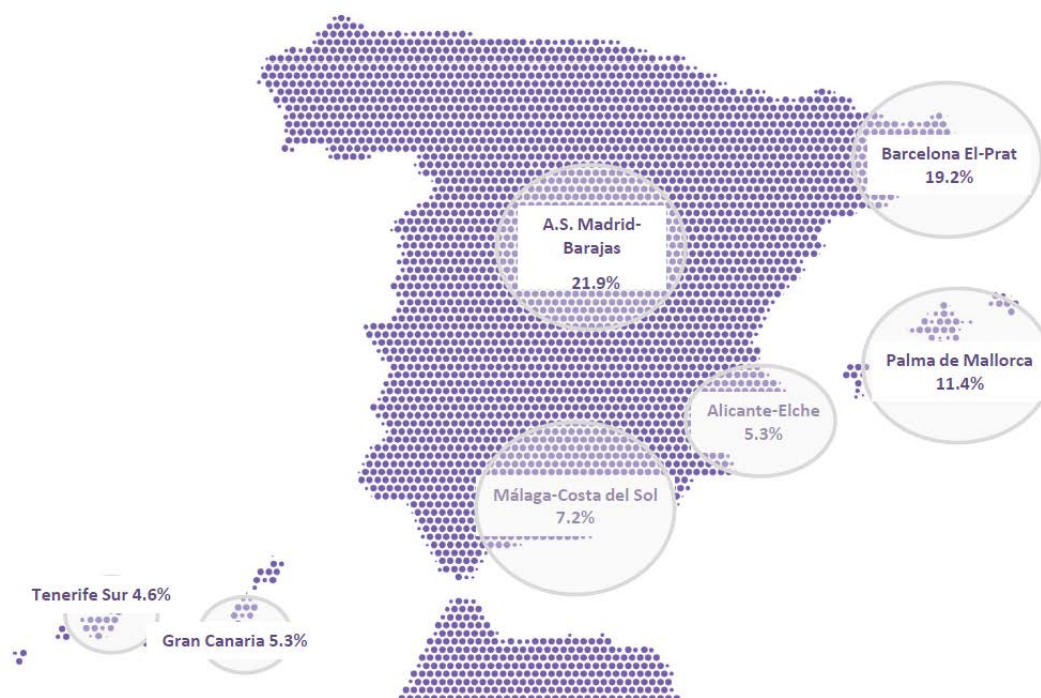 Barcelona El-Prat
19.2%
A.S. Madrid-
Barajas
21.9%
Palma de Mallorca
11.4%
Alicante-Elche
5.3%
Málaga-Costa del Sol
7.2%
Tenerife Sur 4.6%
Gran Canaria 5.3%